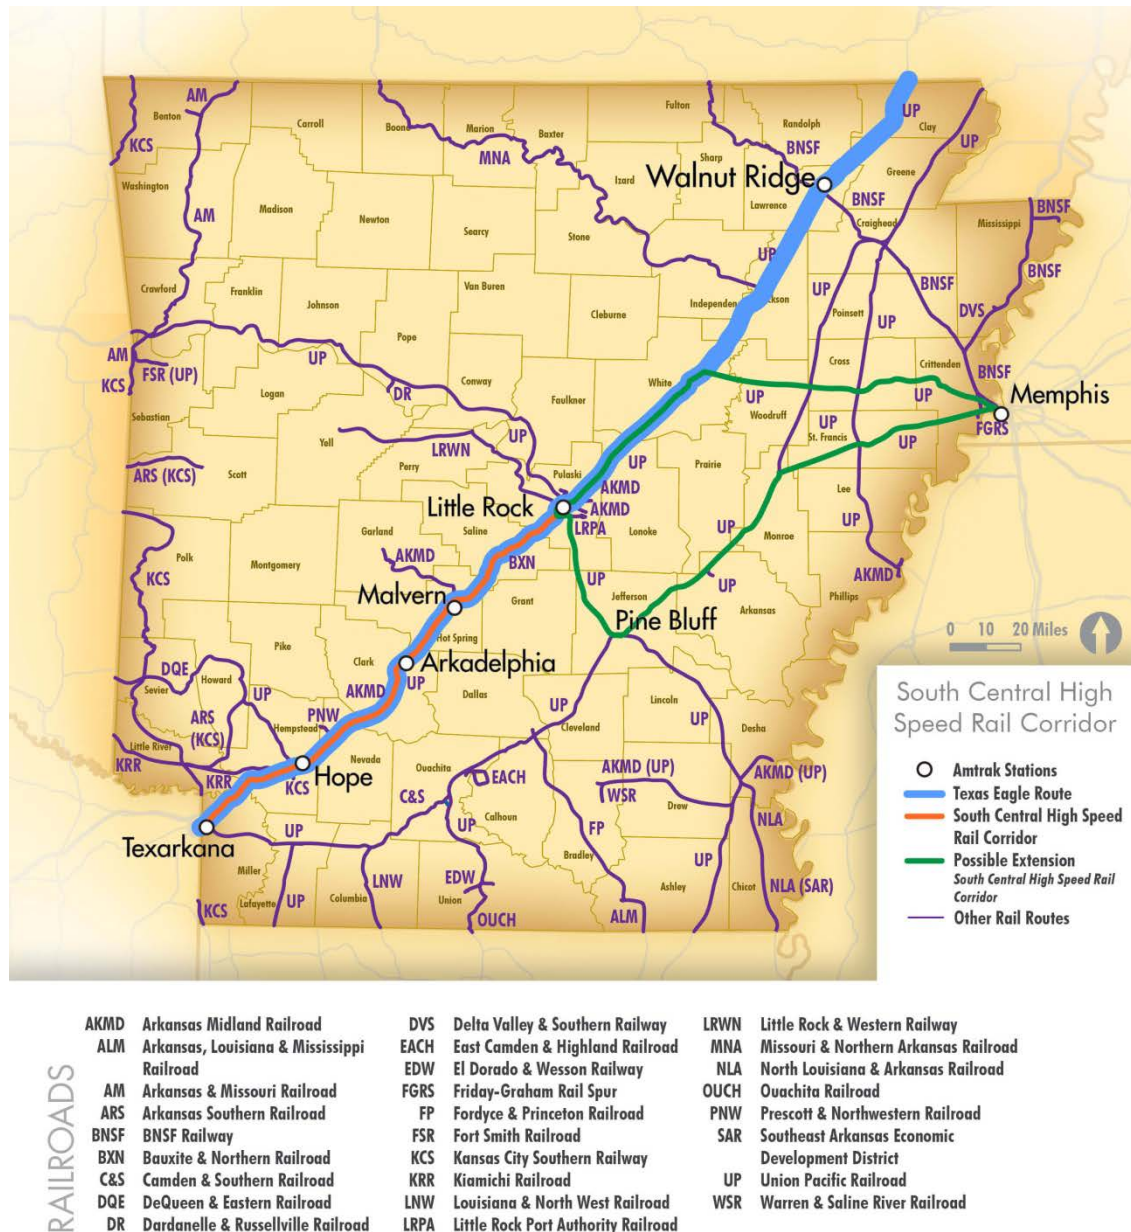 AM
Benton
KCS
Carroll
Boone
Marion
Baxter
Fulton
Randolph
UP
Clay
UP
MNA
Sharp
BNSF
Izard
Walnut Ridge
Greene
Washington
Lawrence
BNSF
BNSF
Madison
AM
Newton
Searcy
Stone
Craighead
Mississippi
UP
BNSF
BNSF
Crawford
Franklin
Johnson
Van Buren
Cleburne
Independen
ckson
UP
Poinsett
DVS
Pope
UP
AM
KCS
FSR (UP)
UP
DR
Conway
Faulkner
White
Cross
Crittenden
BNSF
Memphis
Logan
UP
Woodruff
UP
FGRS
Sebastian
UP
UP
St. Francis
UP
Yell
LRWN
Perry
ARS (KCS)
Scott
Pulaski
UP
Prairie
AKMD
Lee
Little Rock
AKMD
LRPA
Garland
Saline
Lonoke
UP
UP
Monroe
Polk
Montgomery
AKMD
BXN
KCS
UP
UP
AKMD
Malvern
Grant
Jefferson
Phillips
Arkansas
Hot Spring
Pine Bluff
0 10 20 Miles
Pike
Clark
Arkadelphia
DQE
Howard
Sevier
UP
AKMD
UP
Dallas
Lincoln
UP
Cleveland
UP
ARS
(KCS)
PNW
Hempstead
Desha
Little River
Nevada
KRR
KRR
KCS
Hope
Ouachita
EACH
AKMD (UP)
AKMD (UP)
WSR
Drew
C&S
Calhoun
NLA
UP
UP
FP
Texarkana
Bradley
Miller
UP
LNW
EDW
Ashley
Chicot
NLA (SAR)
KCS
Lafayette
UP
Columbia
Union
OUCH
ALM
South Central High
Speed Rail Corridor
Amtrak Stations
Texas Eagle Route
South Central High Speed
Rail Corridor
Possible Extension
South Central High Speed Rail
Corridor
Other Rail Routes
RAILROADS
AKMD Arkansas Midland Railroad
ALM Arkansas, Louisiana & Mississippi
Railroad
AM Arkansas & Missouri Railroad
ARS Arkansas Southern Railroad
BNSF BNSF Railway
BXN Bauxite & Northern Railroad
C&S Camden & Southern Railroad
DQE DeQueen & Eastern Railroad
DR Dardanelle & Russellville Railroad
DVS Delta Valley & Southern Railway
EACH East Camden & Highland Railroad
EDW El Dorado & Wesson Railway
FGRS Friday-Graham Rail Spur
FP Fordyce & Princeton Railroad
FSR Fort Smith Railroad
KCS Kansas City Southern Railway
KRR Kiamichi Railroad
LNW Louisiana & North West Railroad
LRPA Little Rock Port Authority Railroad
LRWN Little Rock & Western Railway
MNA Missouri & Northern Arkansas Railroad
NLA North Louisiana & Arkansas Railroad
OUCH Ouachita Railroad
PNW Prescott & Northwestern Railroad
SAR Southeast Arkansas Economic
Development District
UP Union Pacific Railroad
WSR Warren & Saline River Railroad